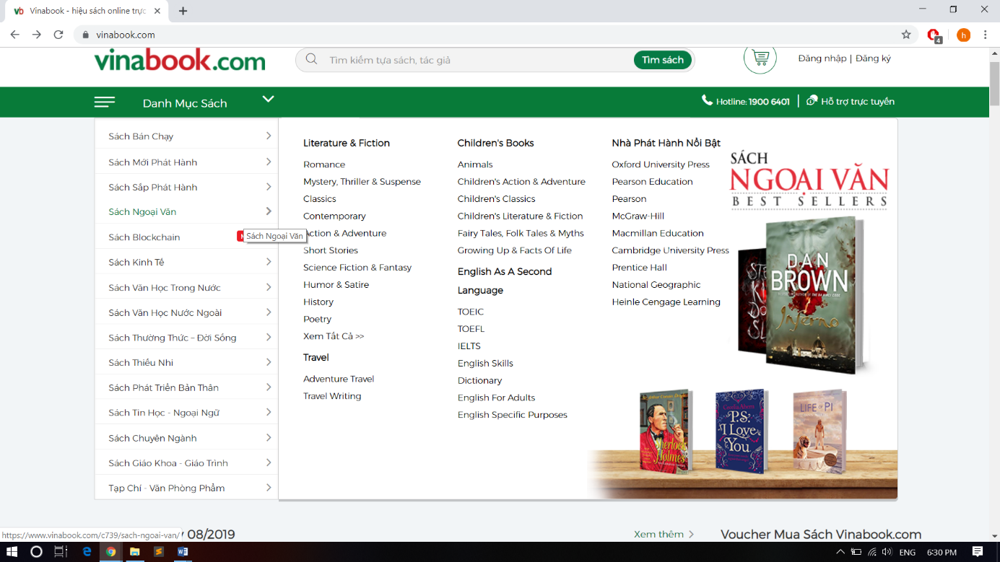 Vinabook - hiệu sách online trực
vinabook.com
4
h
vinabook.com
Tìm kiếm tựa sách, tác giả
Tìm sách
Đăng nhập | Đăng ký
Danh Mục Sách
Hotline: 1900 6401
Hỗ trợ trực tuyến
Sách Bán Chạy
Sách Mới Phát Hành
Sách Sắp Phát Hành
Sách Ngoại Văn
Sách Blockchain
Sách Ngoại Văn
Sách Kinh Tế
Sách Văn Học Trong Nước
Sách Văn Học Nước Ngoài
Sách Thường Thức – Đời Sống
Sách Thiếu Nhi
Sách Phát Triển Bản Thân
Sách Tin Học - Ngoại Ngữ
Sách Chuyên Ngành
Sách Giáo Khoa - Giáo Trình
Tạp Chí - Văn Phòng Phẩm
Literature & Fiction
Romance
Mystery, Thriller & Suspense
Classics
Contemporary
Action & Adventure
Short Stories
Science Fiction & Fantasy
Humor & Satire
History
Poetry
Xem Tất Cả >>
Travel
Adventure Travel
Travel Writing
Children's Books
Animals
Children's Action & Adventure
Children's Classics
Children's Literature & Fiction
Fairy Tales, Folk Tales & Myths
Growing Up & Facts Of Life
English As A Second
Language
TOEIC
TOEFL
IELTS
English Skills
Dictionary
English For Adults
English Specific Purposes
Nhà Phát Hành Nổi Bật
Oxford University Press
Pearson Education
Pearson
McGraw-Hill
Macmillan Education
Cambridge University Press
Prentice Hall
National Geographic
Heinle Cengage Learning
SÁCH
NGOẠI VĂN
BEST SELLERS
DAN
BROWN
Inferno
Sherlock
Holmes
P.S.
I Love
You
LIFE OF PI
https://www.vinabook.com/c739/sach-ngoai-van/
08/2019
Xem thêm
Voucher Mua Sách Vinabook.com
ENG
6:30 PM